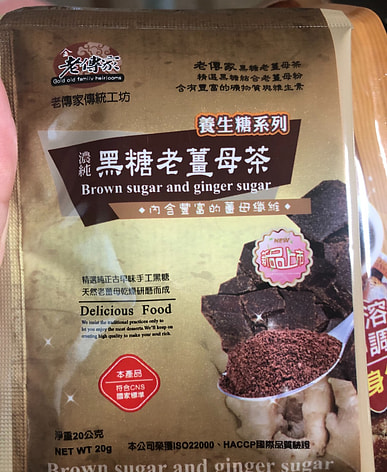 老傳家
Gold old family heirlooms
老傳家傳統工坊
老傳家黑糖老薑母茶
精選黑糖結合老薑母粉
含有豐富的礦物質與維生素
養生糖系列
濃純 黑糖老薑母茶
Brown sugar and ginger sugar
內含豐富的薑母纖維
NEW
新品上市
精選純正古早味手工黑糖
天然老薑母乾燥研磨而成
Delicious Food
We insist the traditional practices only to
let you enjoy the most desserts. We'll keep on
creating high quality to make your soul rich.
本產品
符合CNS
國家標準
淨重20公克
NET WT 20g
本公司榮獲ISO22000、HACCP國際品質驗證
Brown sugar and ginger sugar
溶
調
身